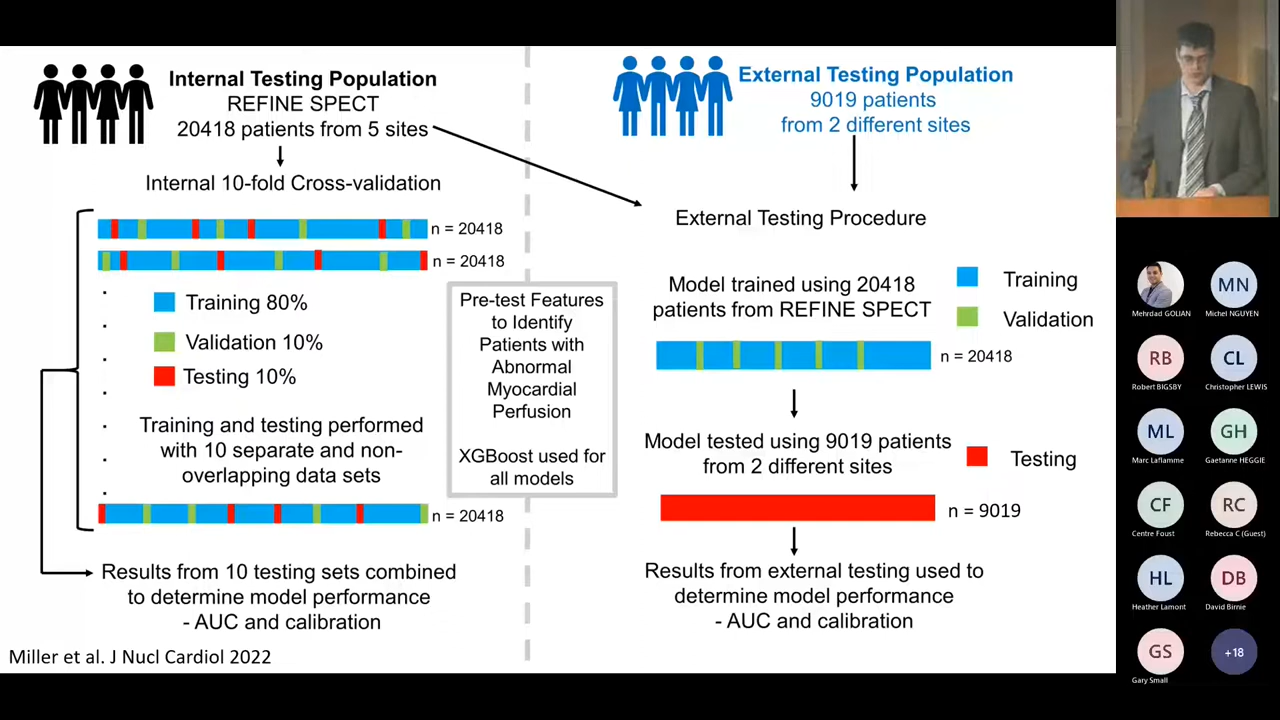 Internal Testing Population
REFINE SPECT
20418 patients from 5 sites
Internal 10-fold Cross-validation
n = 20418
n = 20418
Training 80%
Validation 10%
Testing 10%
Training and testing performed
with 10 separate and non-
overlapping data sets
n = 20418
Results from 10 testing sets combined
to determine model performance
- AUC and calibration
Miller et al. J Nucl Cardiol 2022
Pre-test Features
to Identify
Patients with
Abnormal
Myocardial
Perfusion
XGBoost used for
all models
External Testing Population
9019 patients
from 2 different sites
External Testing Procedure
Model trained using 20418
patients from REFINE SPECT
Training
Validation
n = 20418
Model tested using 9019 patients
from 2 different sites
Testing
n = 9019
Results from external testing used to
determine model performance
- AUC and calibration
Mehrdad GOLIAN
MN
Michel NGUYEN
RB
Robert BIGSBY
CL
Christopher LEWIS
ML
Marc Laflamme
GH
Gaetanne HEGGIE
CF
Centre Foust
RC
Rebecca C (Guest)
HL
Heather Lamont
DB
David Birnie
GS
Gary Small
+18